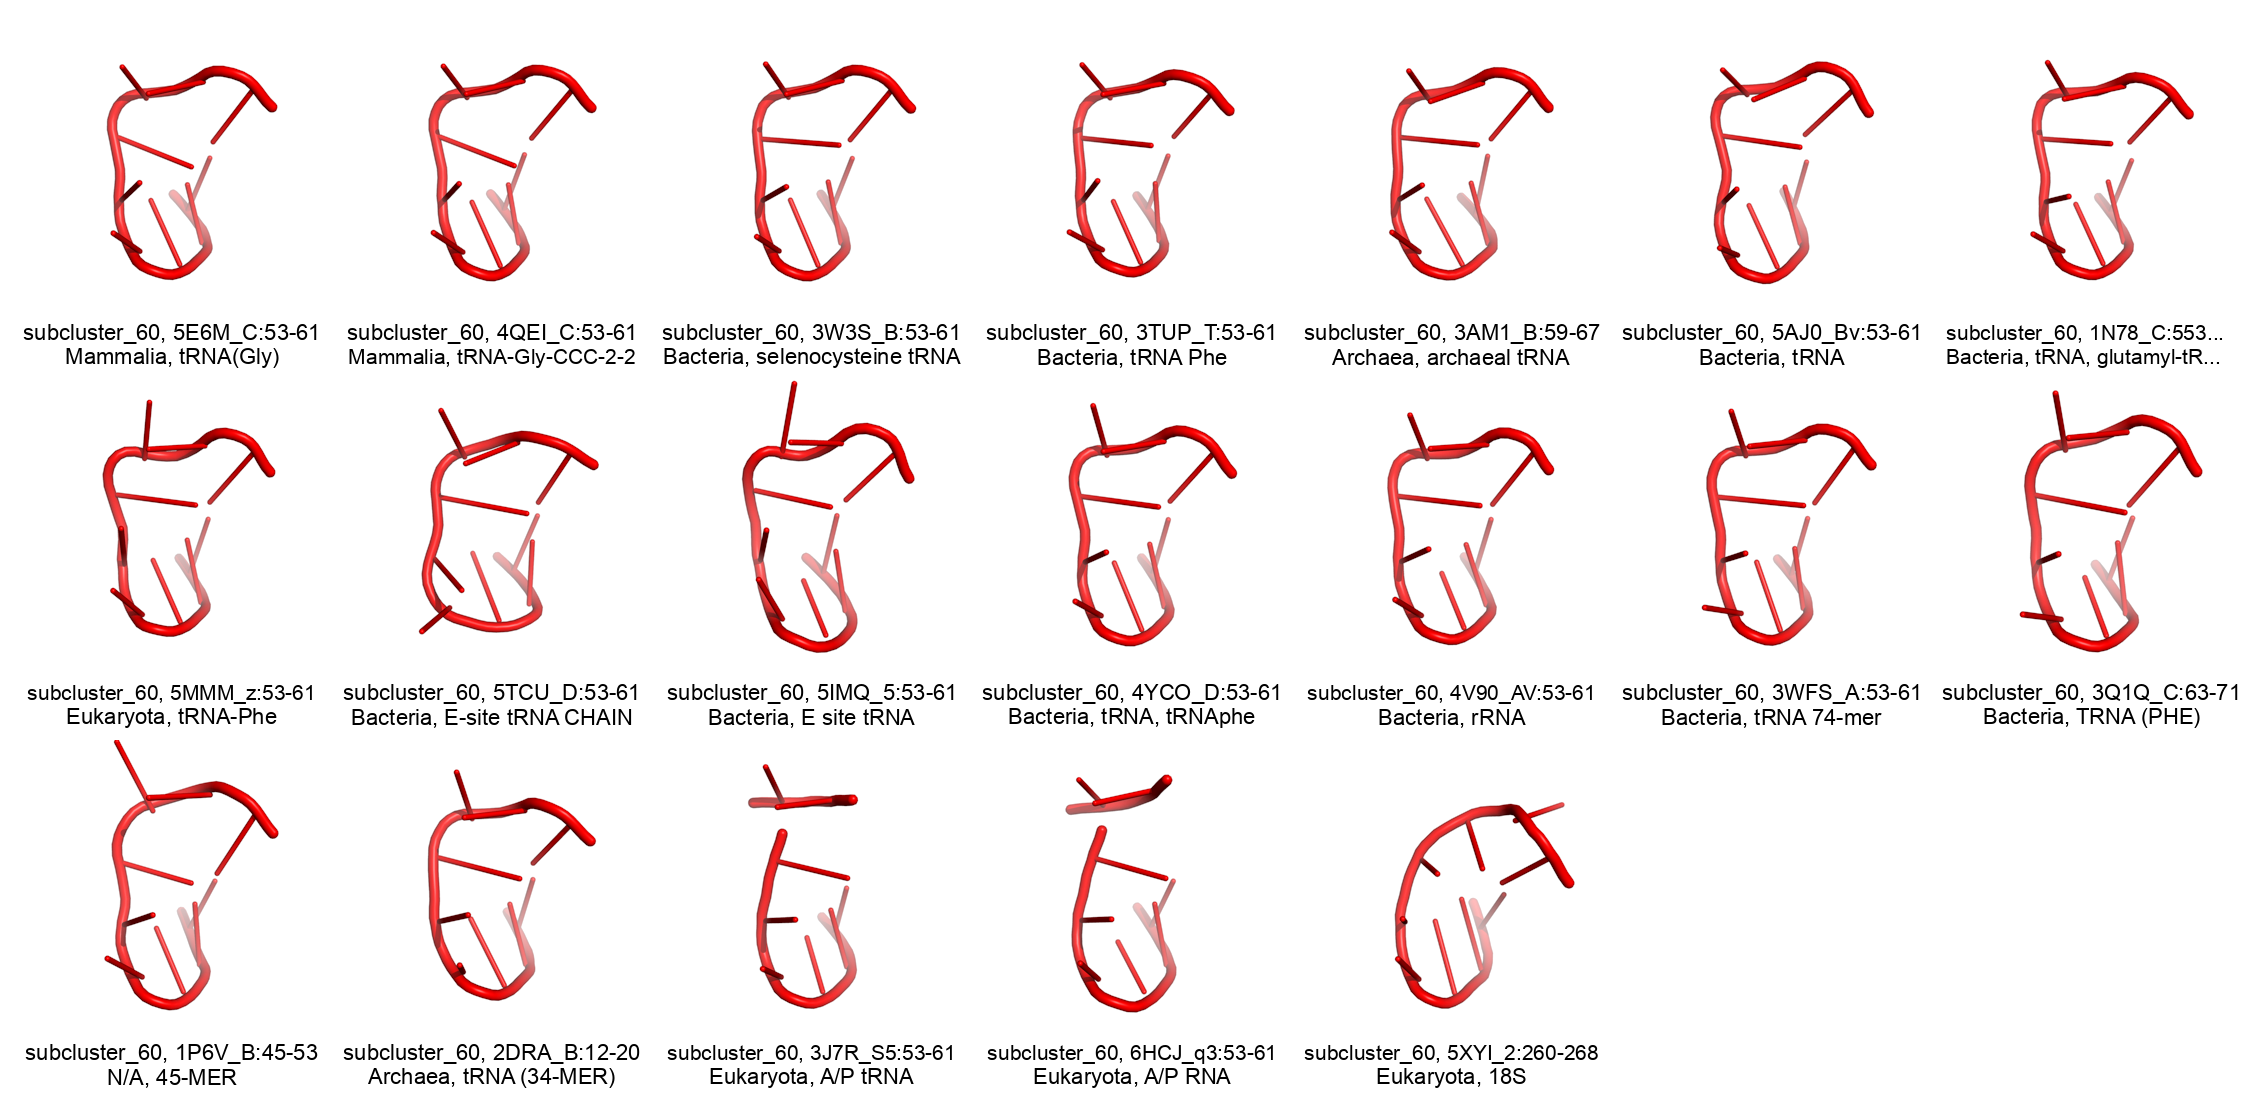 subcluster_60, 5E6M_C:53-61
Mammalia, tRNA(Gly)
subcluster_60, 4QEI_C:53-61
Mammalia, tRNA-Gly-CCC-2-2
subcluster_60, 3W3S_B:53-61
Bacteria, selenocysteine tRNA
subcluster_60, 3TUP_T:53-61
Bacteria, tRNA Phe
subcluster_60, 3AM1_B:59-67
Archaea, archaeal tRNA
subcluster_60, 5AJ0_Bv:53-61
Bacteria, tRNA
subcluster_60, 1N78_C:553...
Bacteria, tRNA, glutamyl-tR...
subcluster_60, 5MMM_z:53-61
Eukaryota, tRNA-Phe
subcluster_60, 5TCU_D:53-61
Bacteria, E-site tRNA CHAIN
subcluster_60, 5IMQ_5:53-61
Bacteria, E site tRNA
subcluster_60, 4YCO_D:53-61
Bacteria, tRNA, tRNAphe
subcluster_60, 4V90_AV:53-61
Bacteria, rRNA
subcluster_60, 3WFS_A:53-61
Bacteria, tRNA 74-mer
subcluster_60, 3Q1Q_C:63-71
Bacteria, TRNA (PHE)
subcluster_60, 1P6V_B:45-53
N/A, 45-MER
subcluster_60, 2DRA_B:12-20
Archaea, tRNA (34-MER)
subcluster_60, 3J7R_S5:53-61
Eukaryota, A/P tRNA
subcluster_60, 6HCJ_q3:53-61
Eukaryota, A/P RNA
subcluster_60, 5XYI_2:260-268
Eukaryota, 18S